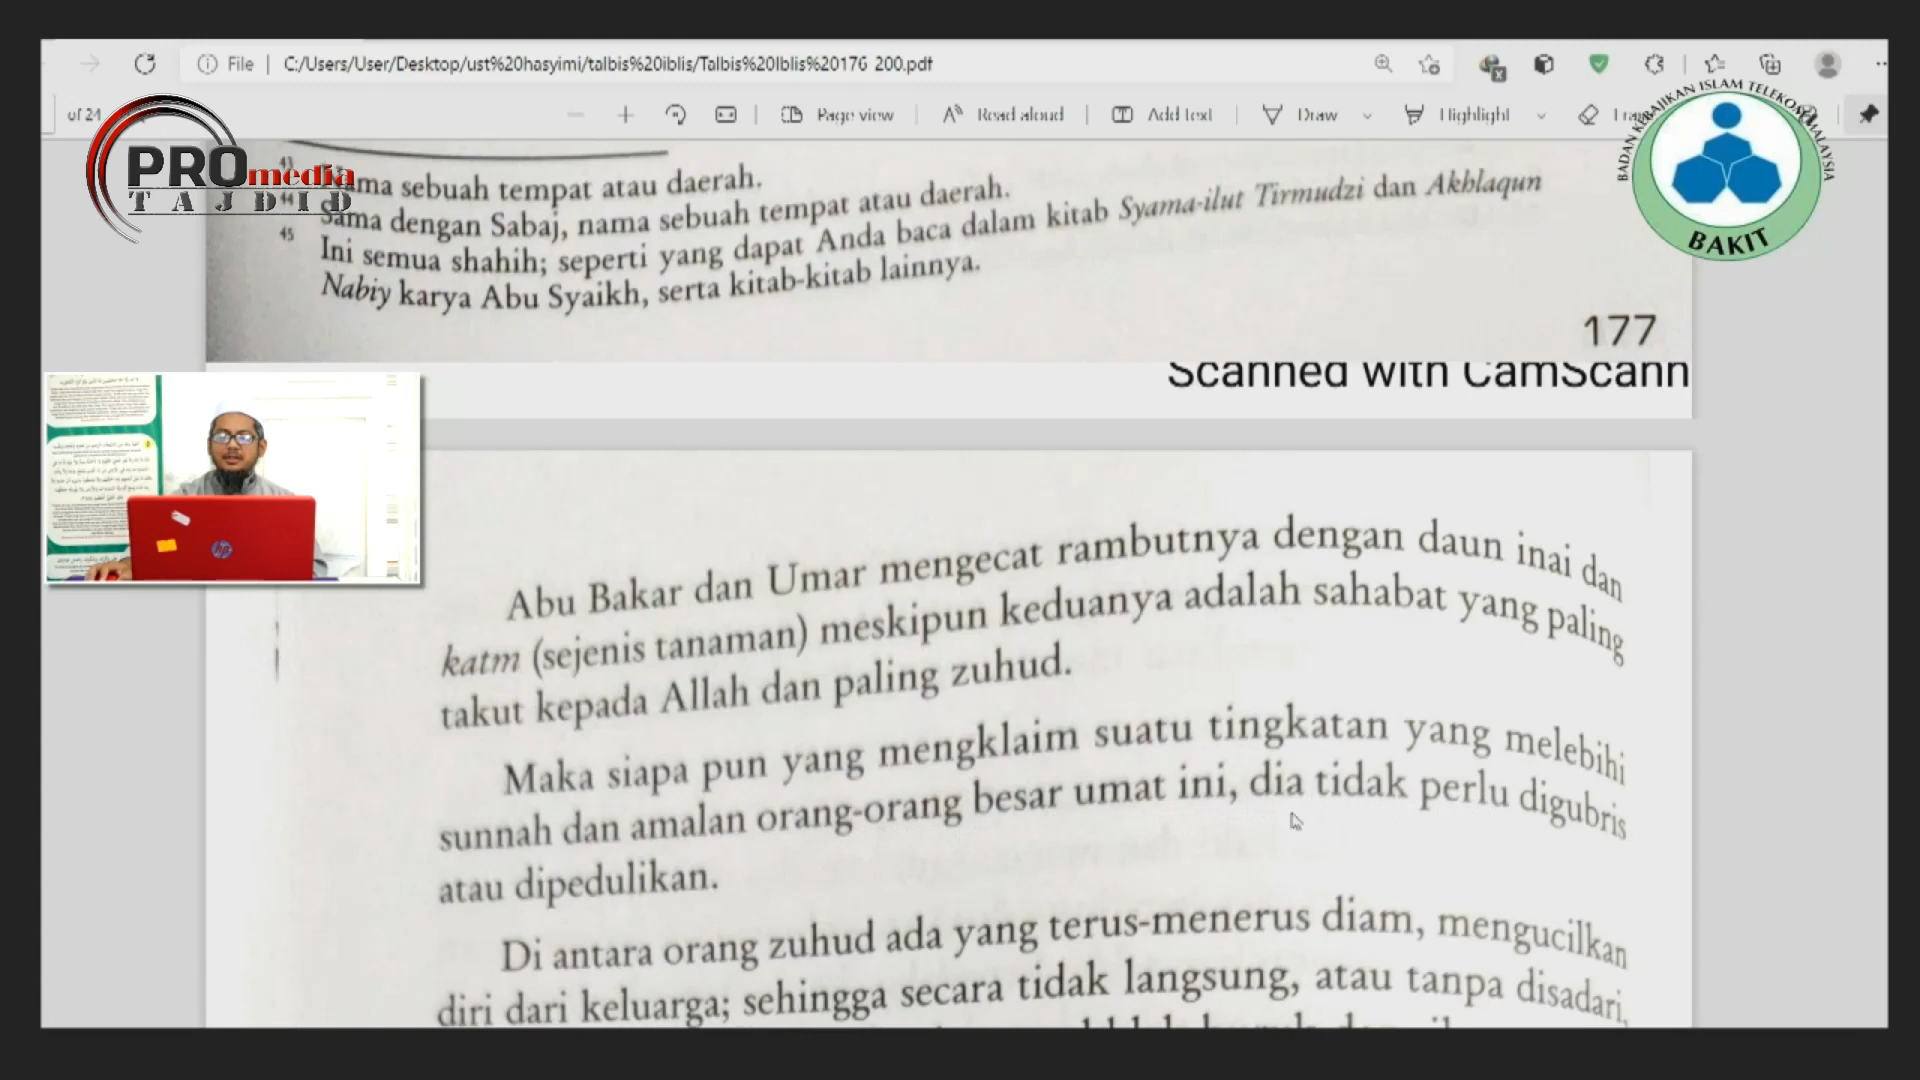 File | C:/Users/User/Desktop/ust%20hasyimi/talbis%20iblis/Talbis%20Iblis%20176 200.pdf
of 24
Page view
Read aloud
Add text
Draw
Highlight
PROmedia
TAJDID
BADAN KEBAJIKAN ISLAM TELEKOM MALAYSIA
BAKIT
43 Nama sebuah tempat atau daerah.
44 Sama dengan Sabaj, nama sebuah tempat atau daerah.
45 Ini semua shahih; seperti yang dapat Anda baca dalam kitab Syama-ilut Tirmudzi dan Akhlaqun
Nabiy karya Abu Syaikh, serta kitab-kitab lainnya.
177
Scanned with CamScann
Abu Bakar dan Umar mengecat rambutnya dengan daun inai dan
katm (sejenis tanaman) meskipun keduanya adalah sahabat yang paling
takut kepada Allah dan paling zuhud.
Maka siapa pun yang mengklaim suatu tingkatan yang melebihi
sunnah dan amalan orang-orang besar umat ini, dia tidak perlu digubris
atau dipedulikan.
Di antara orang zuhud ada yang terus-menerus diam, mengucilkan
diri dari keluarga; sehingga secara tidak langsung, atau tanpa disadari,